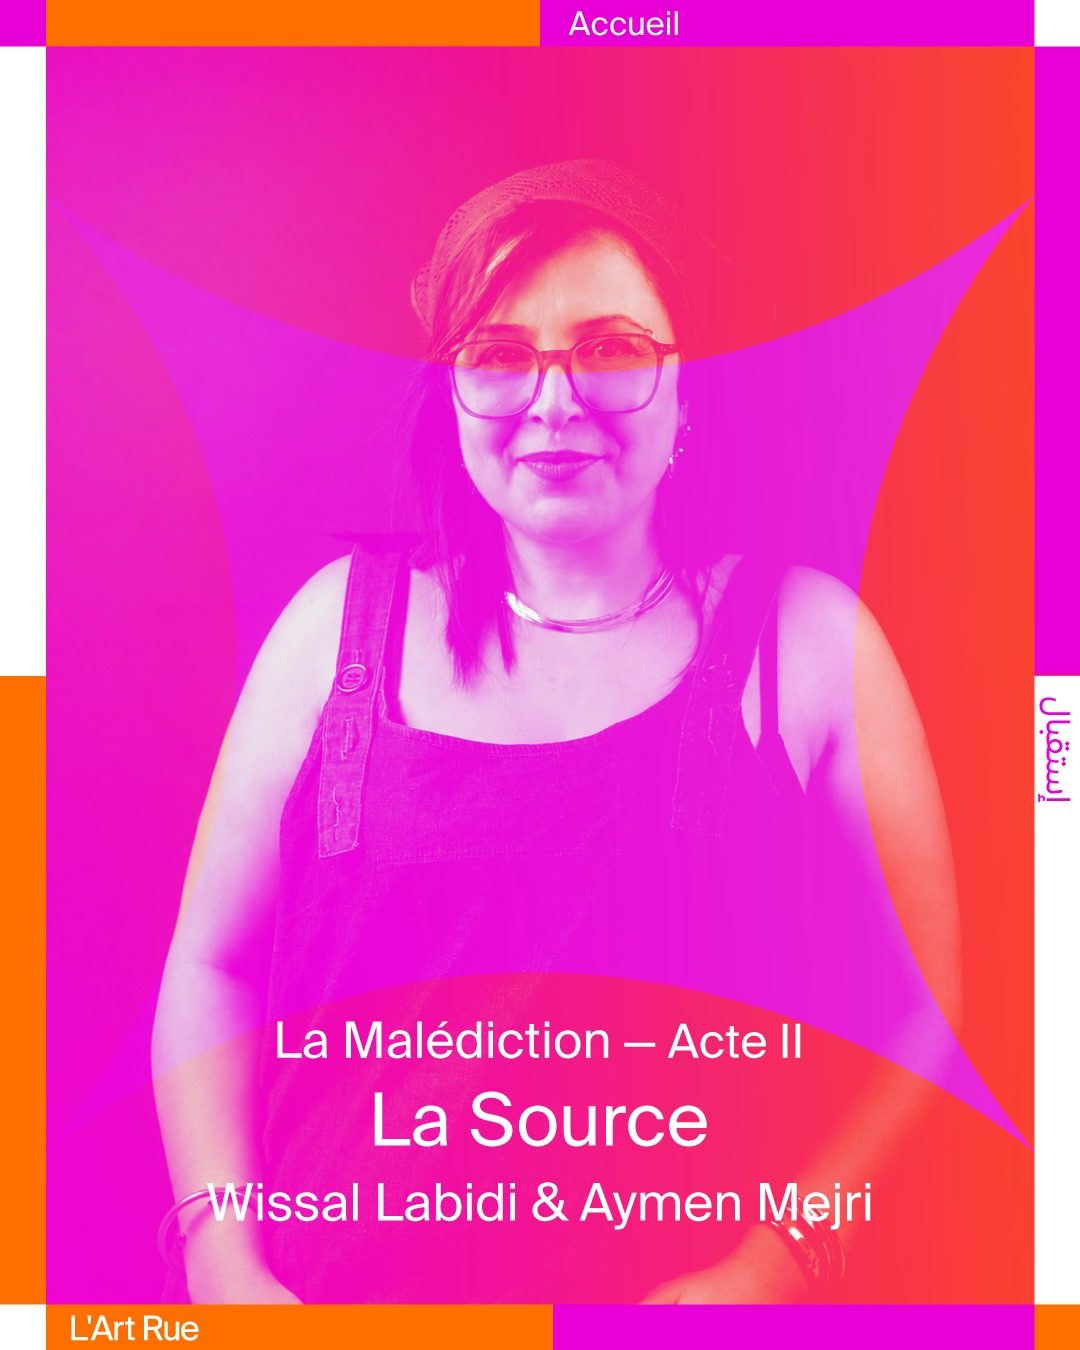 Accueil
إستقبال
La Malédiction — Acte II
La Source
Wissal Labidi & Aymen Mejri
L'Art Rue